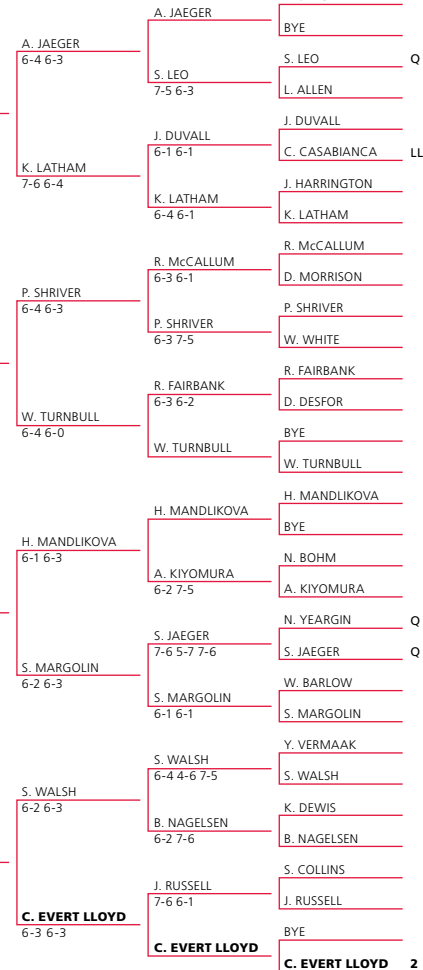 A. JAEGER
6-4 6-3
K. LATHAM
7-6 6-4
P. SHRIVER
6-4 6-3
W. TURNBULL
6-4 6-0
H. MANDLIKOVA
6-1 6-3
S. MARGOLIN
6-2 6-3
S. WALSH
6-2 6-3
C. EVERT LLOYD
6-3 6-3
A. JAEGER
S. LEO
7-5 6-3
J. DUVALL
6-1 6-1
K. LATHAM
6-4 6-1
R. McCALLUM
6-3 6-1
P. SHRIVER
6-3 7-5
R. FAIRBANK
6-3 6-2
W. TURNBULL
H. MANDLIKOVA
A. KIYOMURA
6-2 7-5
S. JAEGER
7-6 5-7 7-6
S. MARGOLIN
6-1 6-1
S. WALSH
6-4 4-6 7-5
B. NAGELSEN
6-2 7-6
J. RUSSELL
7-6 6-1
C. EVERT LLOYD
BYE
S. LEO Q
L. ALLEN
J. DUVALL
C. CASABIANCA LL
J. HARRINGTON
K. LATHAM
R. McCALLUM
D. MORRISON
P. SHRIVER
W. WHITE
R. FAIRBANK
D. DESFOR
BYE
W. TURNBULL
H. MANDLIKOVA
BYE
N. BOHM
A. KIYOMURA
N. YEARGIN Q
S. JAEGER Q
W. BARLOW
S. MARGOLIN
Y. VERMAAK
S. WALSH
K. DEWIS
B. NAGELSEN
S. COLLINS
J. RUSSELL
BYE
C. EVERT LLOYD 2